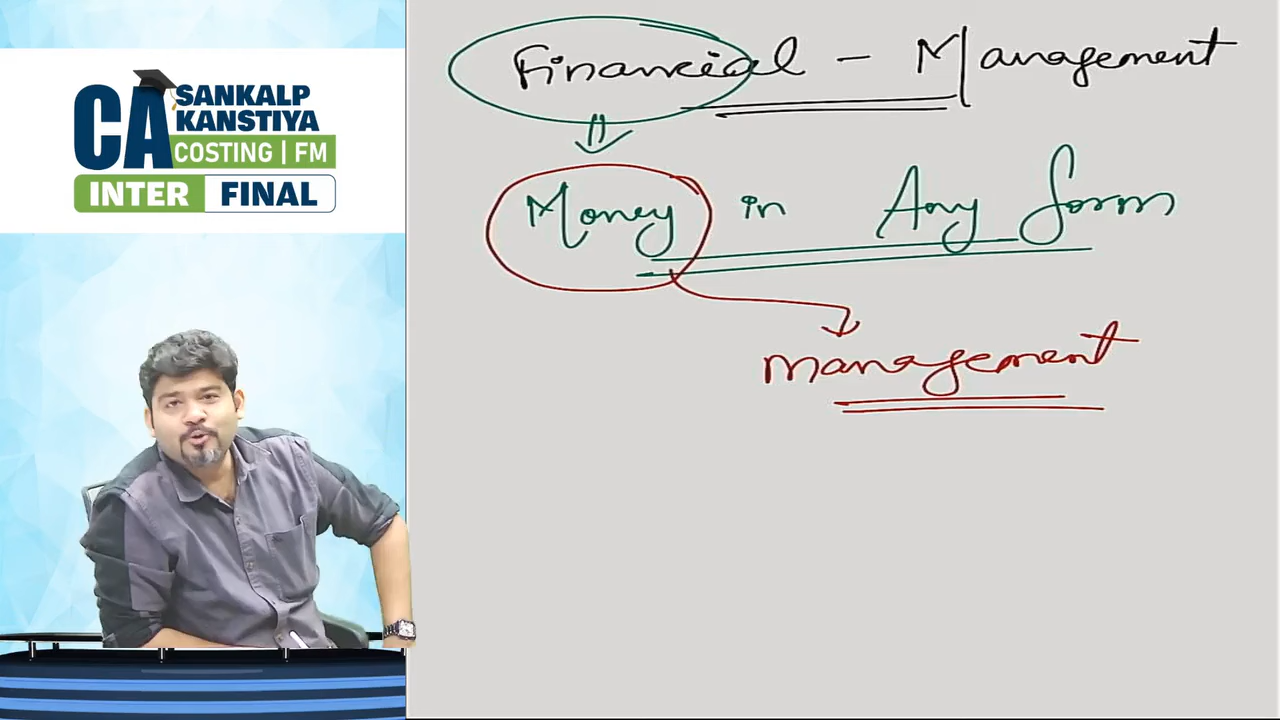 CA SANKALP
KANSTIYA
COSTING | FM
INTER FINAL
Financial - Management
Money in Any form
management